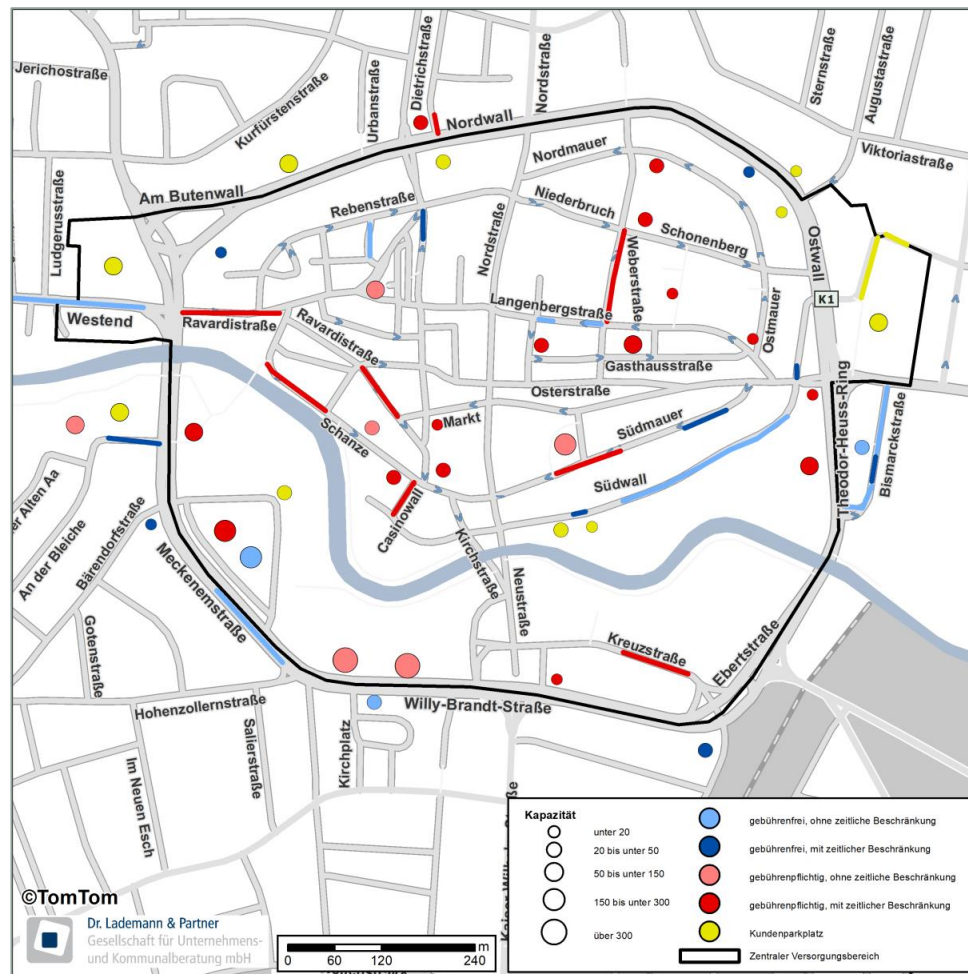 Jerichostraße
Kurfürstenstraße
Urbanstraße
Dietrichstraße
Nordwall
Nordstraße
Sternstraße
Augustastraße
Viktoriastraße
Nordmauer
Niederbruch
Schonenberg
Ostwall
K1
Ludgerusstraße
Am Butenwall
Rebenstraße
Nordstraße
Weberstraße
Ostmauer
Langenbergstraße
Westend
Ravardistraße
Ravardistraße
Gasthausstraße
Osterstraße
Markt
Südmauer
Schanze
Südwall
Casinowall
Theodor-Heuss-Ring
Bismarckstraße
der Alten Aa
An der Bleiche
Bärendorfstraße
Meckenemstraße
Gotenstraße
Kirchstraße
Neustraße
Kreuzstraße
Ebertstraße
Hohenzollernstraße
Willy-Brandt-Straße
Salierstraße
Im Neuen Esch
Kirchplatz
©TomTom
Dr. Lademann & Partner
Gesellschaft für Unternehmens-
und Kommunalberatung mbH
m
0 60 120 240
Kapazität
unter 20
20 bis unter 50
50 bis unter 150
150 bis unter 300
über 300
gebührenfrei, ohne zeitliche Beschränkung
gebührenfrei, mit zeitlicher Beschränkung
gebührenpflichtig, ohne zeitliche Beschränkung
gebührenpflichtig, mit zeitlicher Beschränkung
Kundenparkplatz
Zentraler Versorgungsbereich